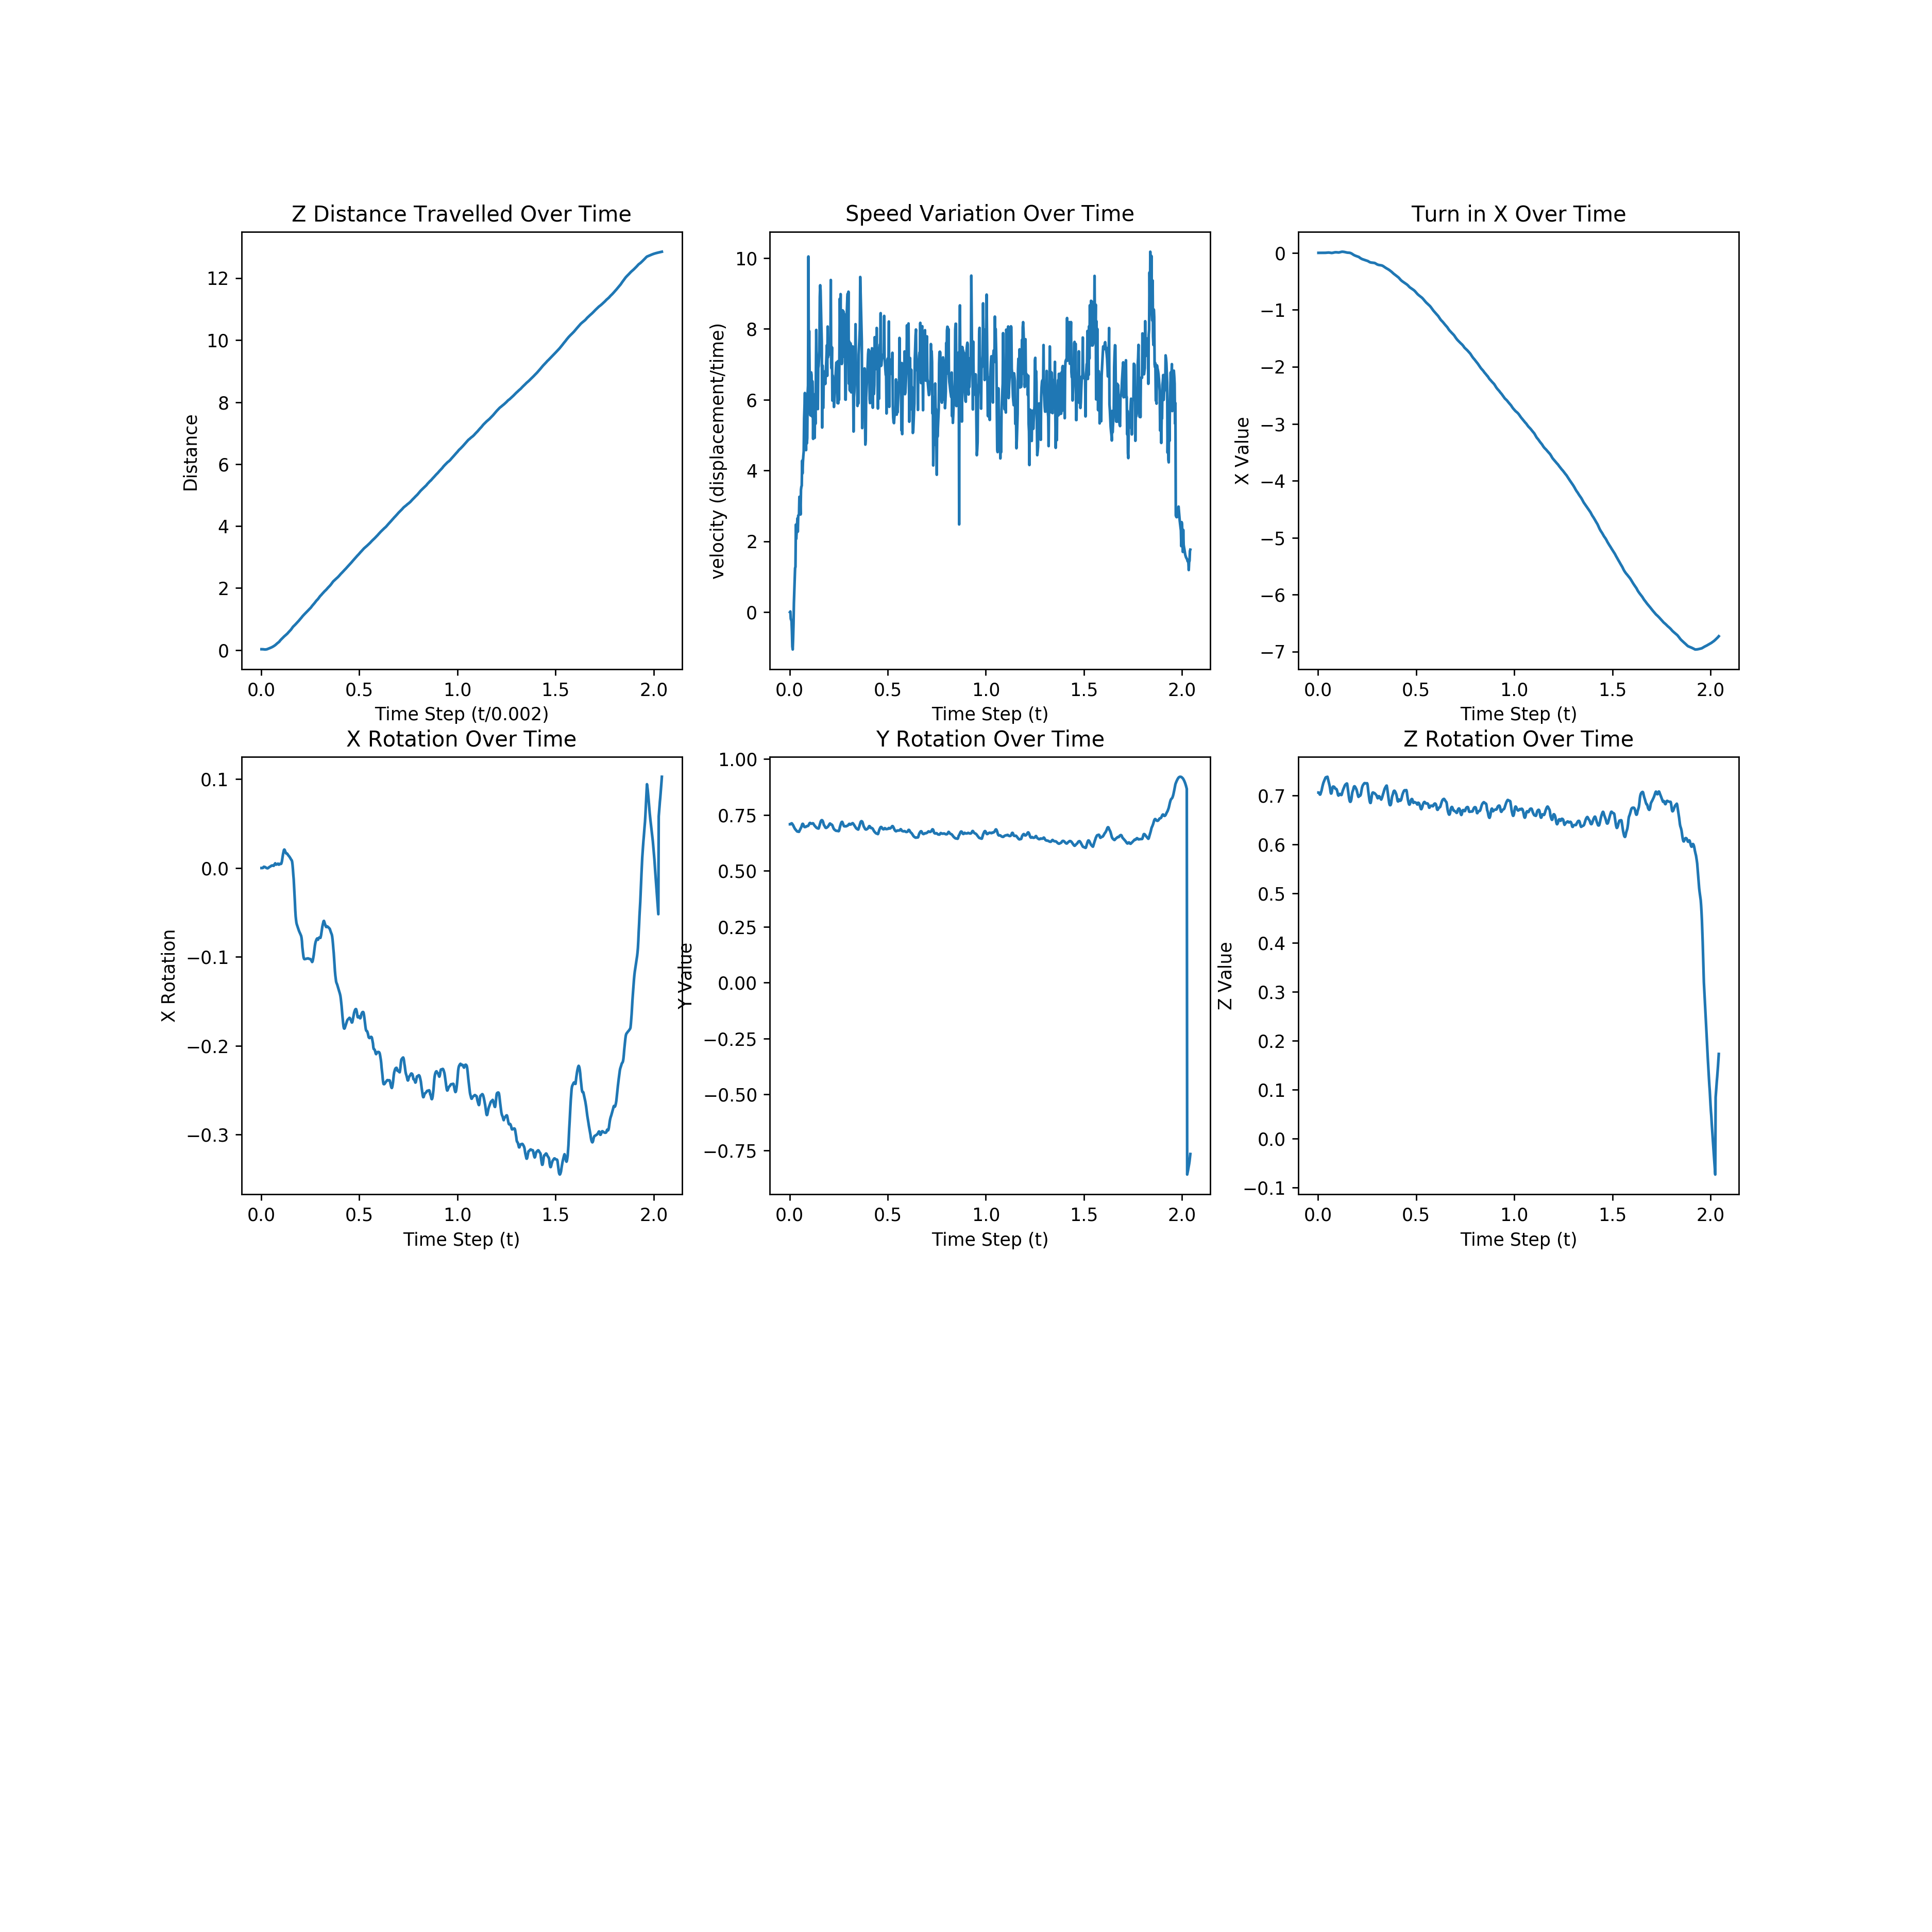 Z Distance Travelled Over Time
Distance
12
10
8
6
4
2
0
0.0 0.5 1.0 1.5 2.0
Time Step (t/0.002)
Speed Variation Over Time
velocity (displacement/time)
10
8
6
4
2
0
0.0 0.5 1.0 1.5 2.0
Time Step (t)
Turn in X Over Time
X Value
0
−1
−2
−3
−4
−5
−6
−7
0.0 0.5 1.0 1.5 2.0
Time Step (t)
X Rotation Over Time
X Rotation
0.1
0.0
−0.1
−0.2
−0.3
0.0 0.5 1.0 1.5 2.0
Time Step (t)
Y Rotation Over Time
Y Value
1.00
0.75
0.50
0.25
0.00
−0.25
−0.50
−0.75
0.0 0.5 1.0 1.5 2.0
Time Step (t)
Z Rotation Over Time
Z Value
0.7
0.6
0.5
0.4
0.3
0.2
0.1
0.0
−0.1
0.0 0.5 1.0 1.5 2.0
Time Step (t)